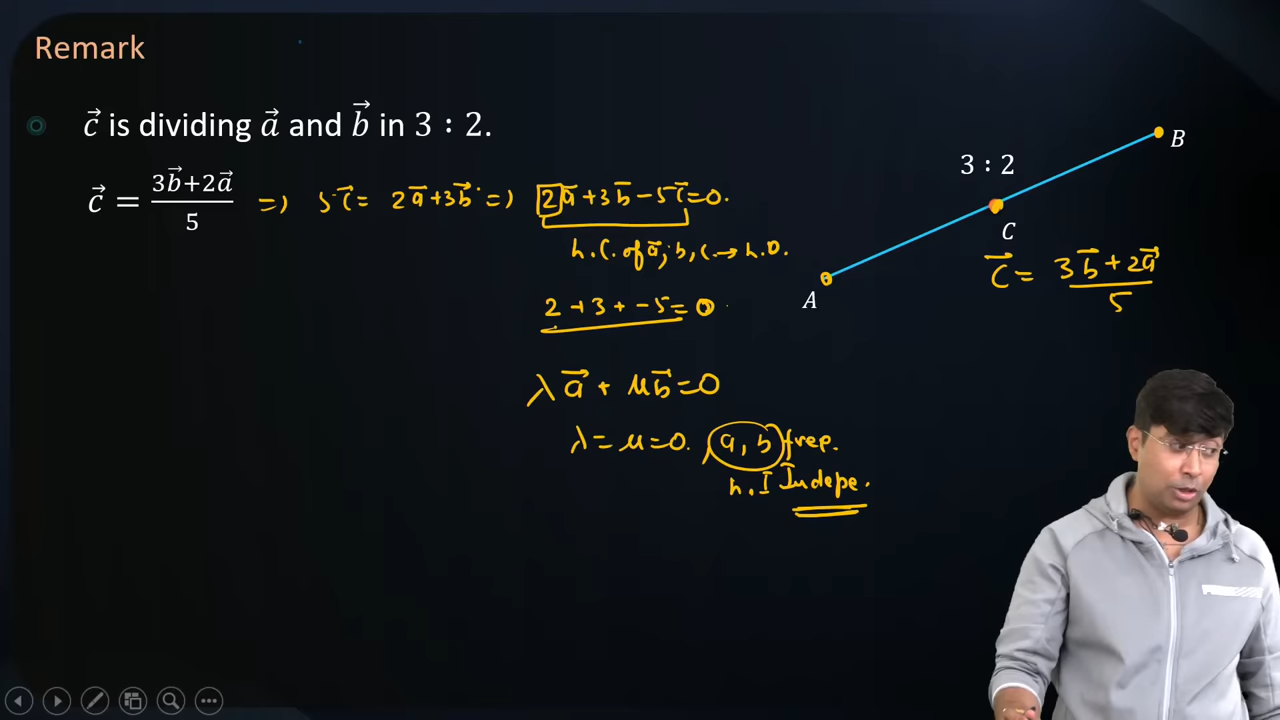 Remark
c⃗ is dividing a⃗ and b⃗ in 3 : 2.
c⃗ = (3b⃗+2a⃗)/5 => 5c⃗ = 2a⃗+3b⃗ => 2a⃗+3b⃗-5c⃗=0.
h.C. of a⃗, b, c → h.D.
2+3+-5=0
λa⃗ + μb⃗=0
λ=μ=0. a, b
h.I Indepe.
3 : 2
B
C
A
c⃗ = (3b⃗+2a⃗)/5